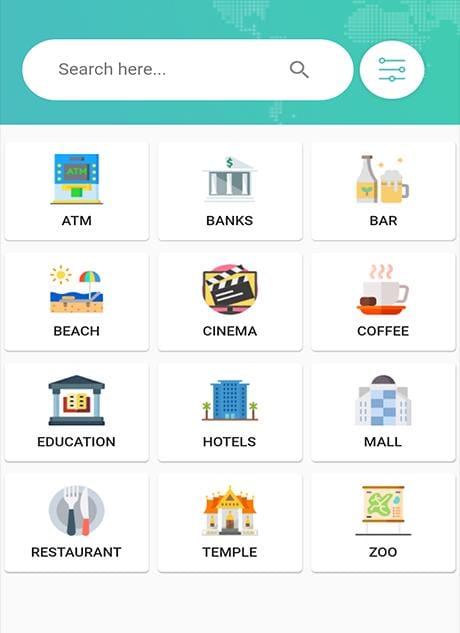 Search here...
ATM
$
ATM
BANKS
BAR
BEACH
CINEMA
COFFEE
EDUCATION
HOTELS
MALL
RESTAURANT
TEMPLE
ZOO